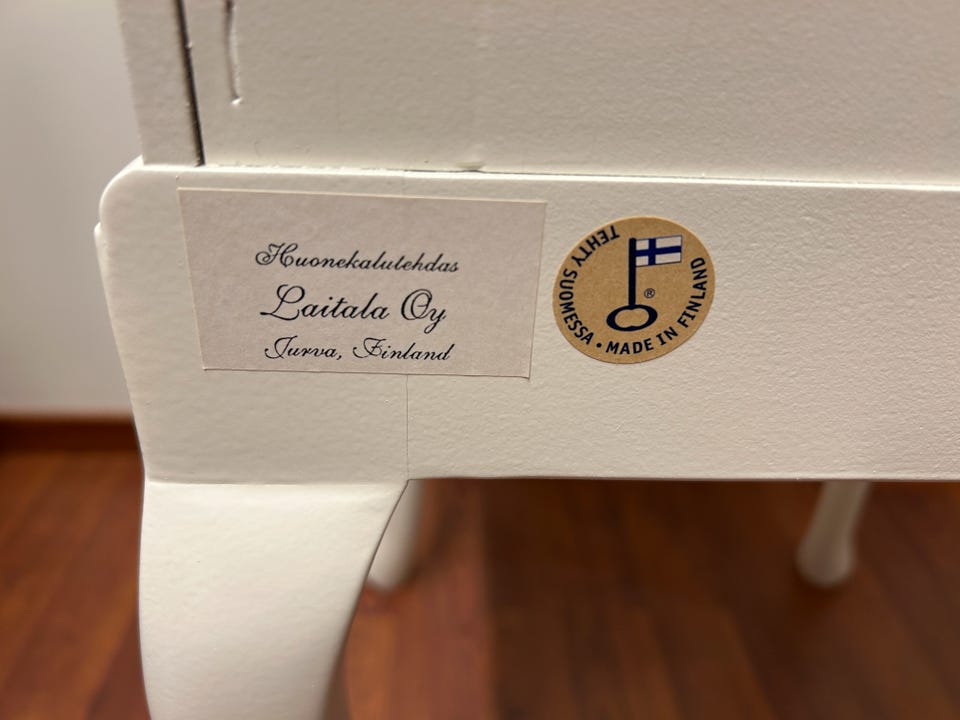 Huonekalutehdas
Laitala Oy
Jurva, Finland
TEHTY SUOMESSA • MADE IN FINLAND
®